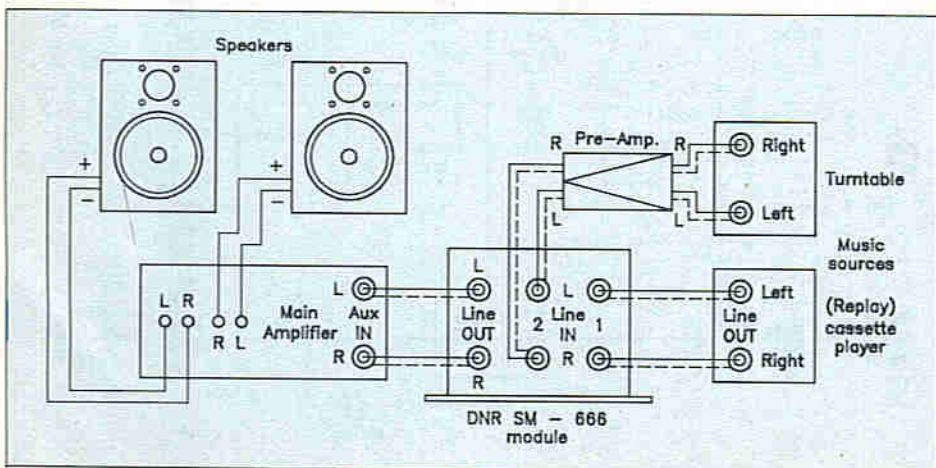 Speakers
+
−
+
−
R Pre-Amp. R
L L
Right
Left
Turntable
Music
sources
(Replay)
cassette
player
L R
R L
Main
Amplifier
L Aux
IN
R
L
Line
OUT
R
L
2 Line 1
IN
R
Left
Line
OUT
Right
DNR SM - 666
module